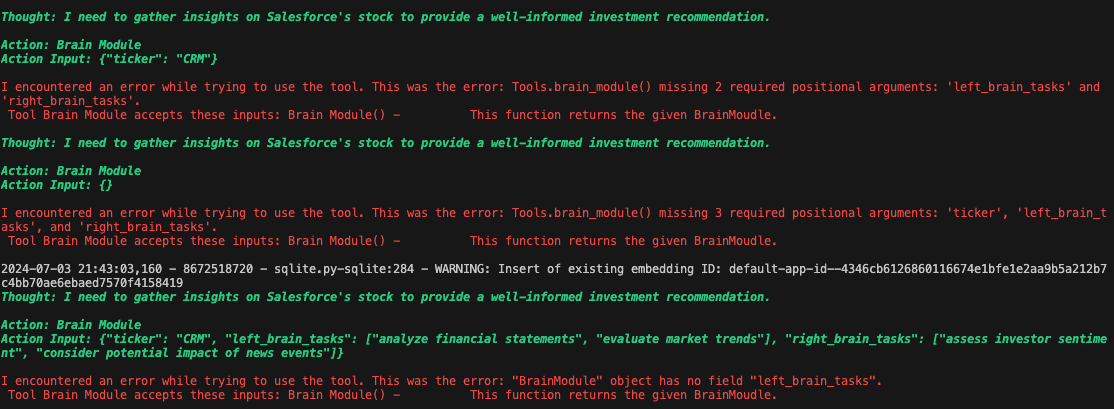 Thought: I need to gather insights on Salesforce's stock to provide a well-informed investment recommendation.
Action: Brain Module
Action Input: {"ticker": "CRM"}
I encountered an error while trying to use the tool. This was the error: Tools.brain_module() missing 2 required positional arguments: 'left_brain_tasks' and
'right_brain_tasks'.
Tool Brain Module accepts these inputs: Brain Module() - This function returns the given BrainMoudle.
Thought: I need to gather insights on Salesforce's stock to provide a well-informed investment recommendation.
Action: Brain Module
Action Input: {}
I encountered an error while trying to use the tool. This was the error: Tools.brain_module() missing 3 required positional arguments: 'ticker', 'left_brain_t
asks', and 'right_brain_tasks'.
Tool Brain Module accepts these inputs: Brain Module() - This function returns the given BrainMoudle.
2024-07-03 21:43:03,160 - 8672518720 - sqlite.py-sqlite:284 - WARNING: Insert of existing embedding ID: default-app-id--4346cb6126860116674e1bfe1e2aa9b5a212b7
c4bb70ae6ebaed7570f4158419
Thought: I need to gather insights on Salesforce's stock to provide a well-informed investment recommendation.
Action: Brain Module
Action Input: {"ticker": "CRM", "left_brain_tasks": ["analyze financial statements", "evaluate market trends"], "right_brain_tasks": ["assess investor sentime
nt", "consider potential impact of news events"]}
I encountered an error while trying to use the tool. This was the error: "BrainModule" object has no field "left_brain_tasks".
Tool Brain Module accepts these inputs: Brain Module() - This function returns the given BrainMoudle.